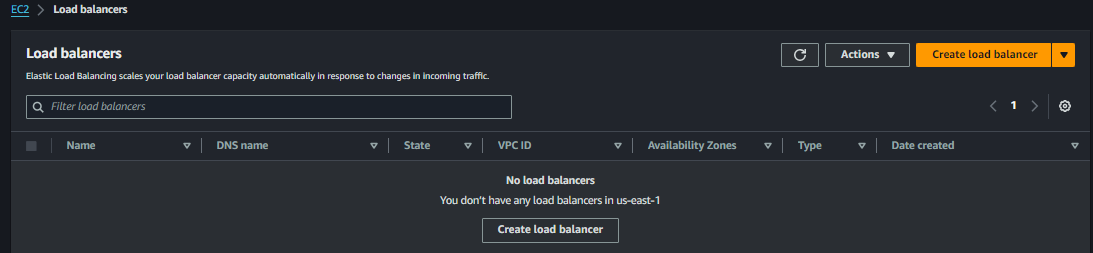 EC2 > Load balancers
Load balancers
Actions
Create load balancer
Elastic Load Balancing scales your load balancer capacity automatically in response to changes in incoming traffic.
Filter load balancers
1
Name DNS name State VPC ID Availability Zones Type Date created
No load balancers
You don't have any load balancers in us-east-1
Create load balancer